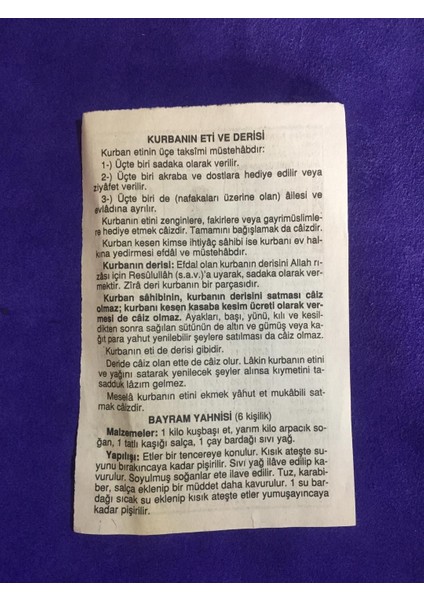 KURBANIN ETİ VE DERİSİ
Kurban etinin üçe taksîmi müstehabdır:
1-) Üçte biri sadaka olarak verilir.
2-) Üçte biri akraba ve dostlara hediye edilir veya
ziyâfet verilir.
3-) Üçte biri de (nafakaları üzerine olan) âilesi ve
evlâdına ayrılır.
Kurbanın etini zenginlere, fakirlere veya gayrimüslimle-
re hediye etmek câizdir. Tamamını bağışlamak da câizdir.
Kurban kesen kimse ihtiyâç sâhibi ise kurbanı ev hal-
kına yedirmesi efdâl ve müstehabdır.
Kurbanın derisi: Efdal olan kurbanın derisini Allah rı-
zâsı için Resûlüllâh (s.a.v.)'a uyarak, sadaka olarak ver-
mektir. Zîrâ deri kurbanın bir parçasıdır.
Kurban sâhibinin, kurbanın derisini satması câiz
olmaz; kurbanı kesen kasaba kesim ücreti olarak ver-
mesi de câiz olmaz. Ayakları, başı, yünü, kılı ve kesil-
dikten sonra sağılan sütünün de altın ve gümüş veya ka-
ğıt para yahut yenilebilir şeylere satılması da câiz olmaz.
Kurbanın eti de derisi gibidir.
Deride câiz olan ette de câiz olur. Lâkin kurbanın etini
ve yağını satarak yenilecek şeyler alınsa kıymetini ta-
sadduk lâzım gelmez.
Meselâ kurbanın etini ekmek yâhut et mukâbili sat-
mak câizdir.
BAYRAM YAHNİSİ (6 kişilik)
Malzemeler: 1 kilo kuşbaşı et, yarım kilo arpacık so-
ğan, 1 tatlı kaşığı salça, 1 çay bardağı sıvı yağ.
Yapılışı: Etler bir tencereye konulur. Kısık ateşte su-
yunu bırakıncaya kadar pişirilir. Sıvı yağ ilâve edilip ka-
vurulur. Soyulmuş soğanlar ete ilave edilir. Tuz, karabi-
ber, salça eklenip bir müddet daha kavurulur. 1 su bar-
dağı sıcak su eklenip kısık ateşte etler yumuşayıncaya
kadar pişirilir.